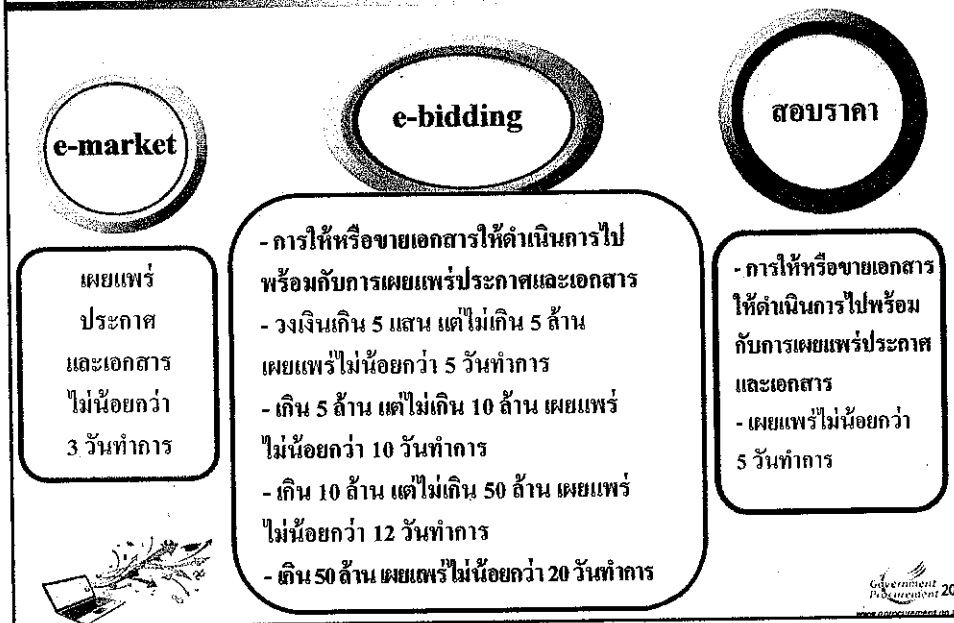 e-market
e-bidding
สอบราคา
เผยแพร่
ประกาศ
และเอกสาร
ไม่น้อยกว่า
3 วันทำการ
- การให้หรือขายเอกสารให้ดำเนินการไป
พร้อมกับการเผยแพร่ประกาศและเอกสาร
- วงเงินเกิน 5 แสน แต่ไม่เกิน 5 ล้าน
เผยแพร่ไม่น้อยกว่า 5 วันทำการ
- เกิน 5 ล้าน แต่ไม่เกิน 10 ล้าน เผยแพร่
ไม่น้อยกว่า 10 วันทำการ
- เกิน 10 ล้าน แต่ไม่เกิน 50 ล้าน เผยแพร่
ไม่น้อยกว่า 12 วันทำการ
- เกิน 50 ล้าน เผยแพร่ไม่น้อยกว่า 20 วันทำการ
- การให้หรือขายเอกสาร
ให้ดำเนินการไปพร้อม
กับการเผยแพร่ประกาศ
และเอกสาร
- เผยแพร่ไม่น้อยกว่า
5 วันทำการ
Government
Procurement 20